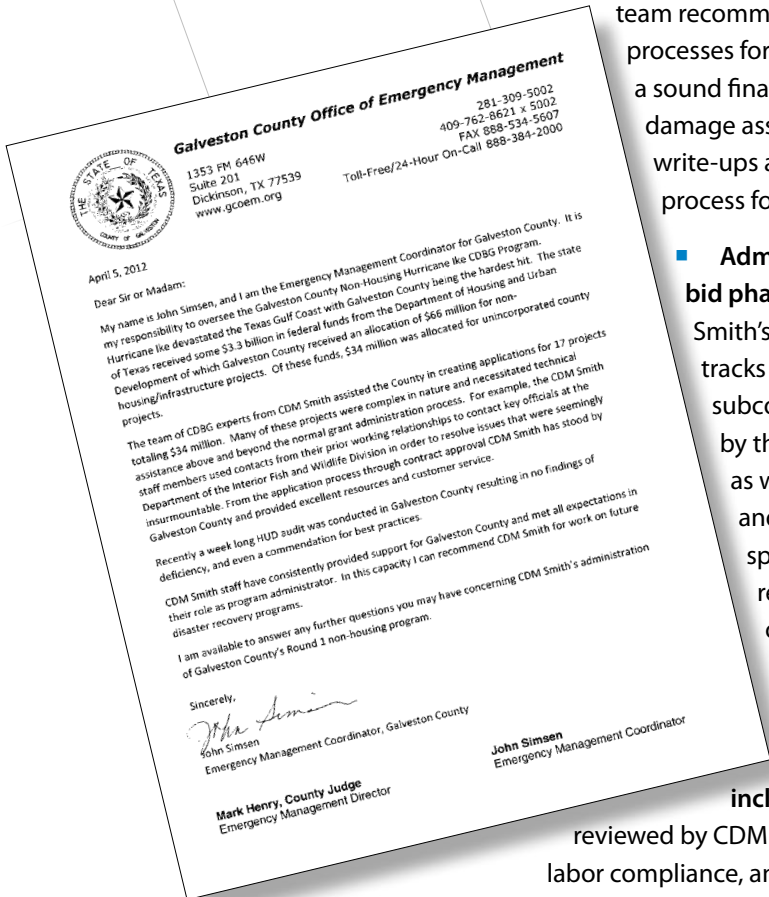 Galveston County Office of Emergency Management
THE STATE OF TEXAS
COUNTY OF GALVESTON
1353 FM 646W
Suite 201
Dickinson, TX 77539
www.gcoem.org
281-309-5002
409-762-8621 x 5002
FAX 888-534-5607
Toll-Free/24-Hour On-Call 888-384-2000
April 5, 2012
Dear Sir or Madam:
My name is John Simsen, and I am the Emergency Management Coordinator for Galveston County. It is
my responsibility to oversee the Galveston County Non-Housing Hurricane Ike CDBG Program.
Hurricane Ike devastated the Texas Gulf Coast with Galveston County being the hardest hit. The state
of Texas received some $3.3 billion in federal funds from the Department of Housing and Urban
Development of which Galveston County received an allocation of $66 million for non-
housing/infrastructure projects. Of these funds, $34 million was allocated for unincorporated county
projects.
The team of CDBG experts from CDM Smith assisted the County in creating applications for 17 projects
totaling $34 million. Many of these projects were complex in nature and necessitated technical
assistance above and beyond the normal grant administration process. For example, the CDM Smith
staff members used contacts from their prior working relationships to contact key officials at the
Department of the Interior Fish and Wildlife Division in order to resolve issues that were seemingly
insurmountable. From the application process through contract approval CDM Smith has stood by
Galveston County and provided excellent resources and customer service.
Recently a week long HUD audit was conducted in Galveston County resulting in no findings of
deficiency, and even a commendation for best practices.
CDM Smith staff have consistently provided support for Galveston County and met all expectations in
their role as program administrator. In this capacity I can recommend CDM Smith for work on future
disaster recovery programs.
I am available to answer any further questions you may have concerning CDM Smith's administration
of Galveston County's Round 1 non-housing program.
Sincerely,
John Simsen
John Simsen
Emergency Management Coordinator, Galveston County
Mark Henry, County Judge
Emergency Management Director
John Simsen
Emergency Management Coordinator
team recomm
processes for
a sound fina
damage ass
write-ups a
process fo
Adm
bid pha
Smith's
tracks
subco
by th
as w
and
sp
re
incl
reviewed by CDM
labor compliance, an